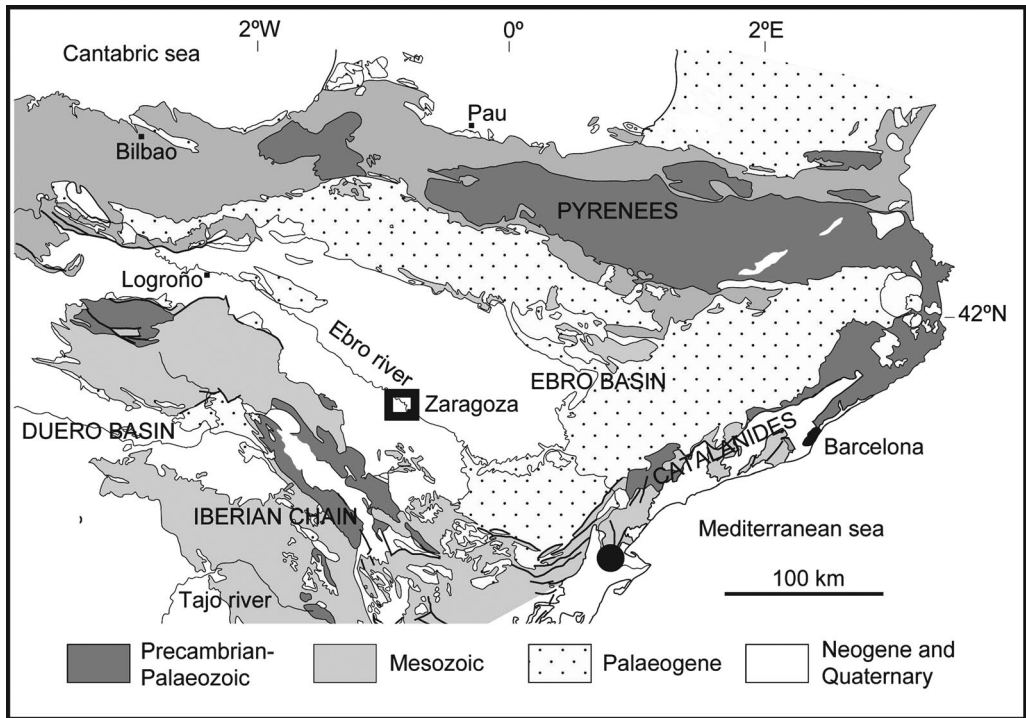 2ºW
0º
2ºE
Cantabric sea
Pau
Bilbao
PYRENEES
Logroño
42ºN
Ebro river
EBRO BASIN
Zaragoza
DUERO BASIN
CATALANIDES
Barcelona
IBERIAN CHAIN
Mediterranean sea
100 km
Tajo river
Precambrian-
Palaeozoic
Mesozoic
Palaeogene
Neogene and
Quaternary